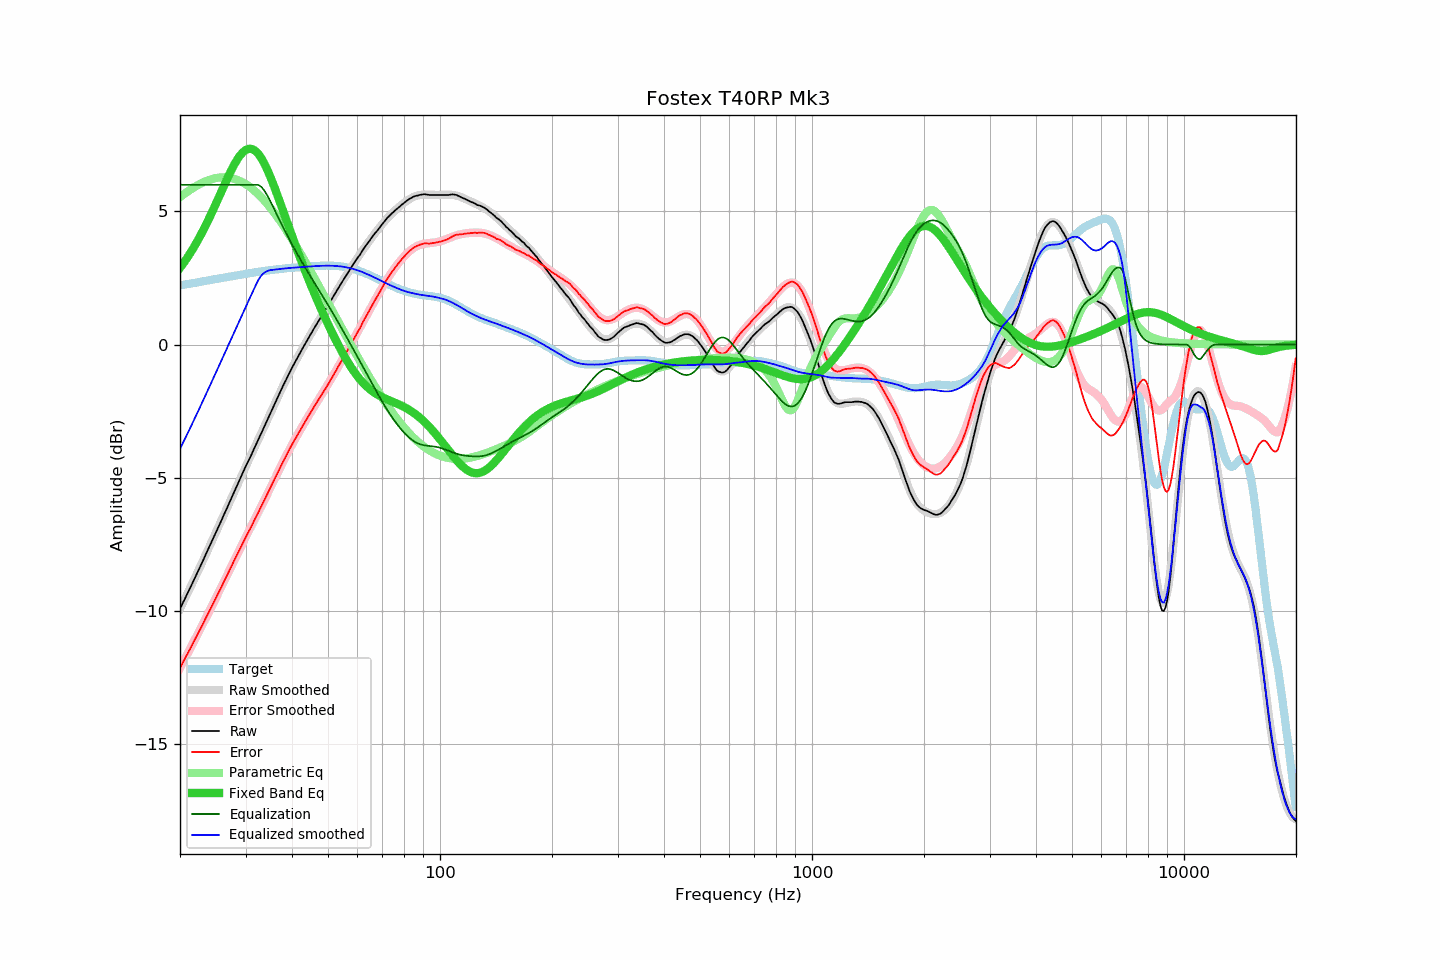 Fostex T40RP Mk3
Amplitude (dBr)
5
0
−5
−10
−15
Target
Raw Smoothed
Error Smoothed
Raw
Error
Parametric Eq
Fixed Band Eq
Equalization
Equalized smoothed
100
1000
10000
Frequency (Hz)